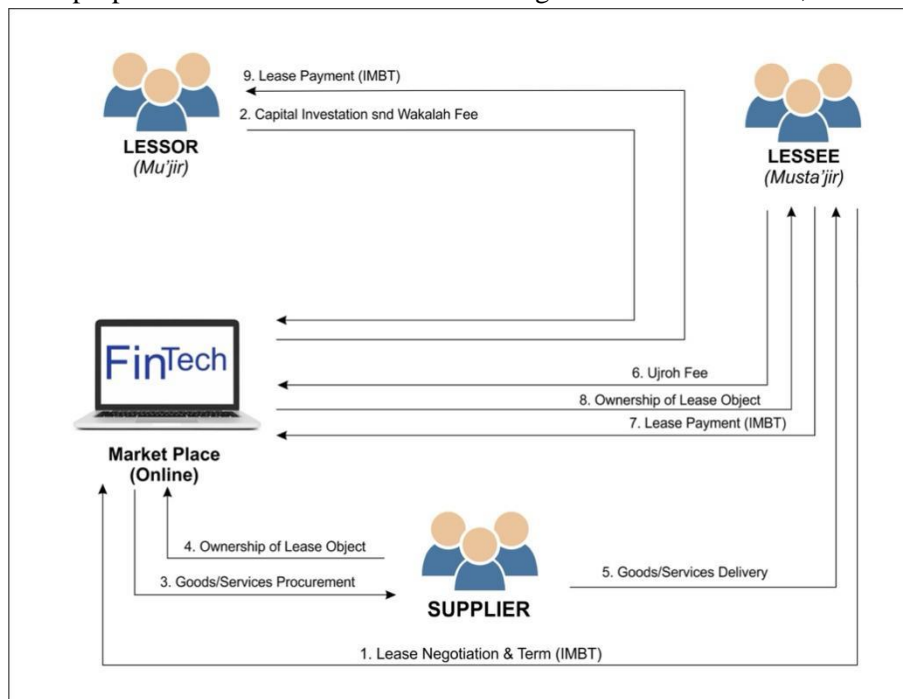 9. Lease Payment (IMBT)
2. Capital Investation snd Wakalah Fee
LESSOR
(Mu'jir)
LESSEE
(Musta'jir)
FinTech
6. Ujroh Fee
8. Ownership of Lease Object
7. Lease Payment (IMBT)
Market Place
(Online)
4. Ownership of Lease Object
3. Goods/Services Procurement
5. Goods/Services Delivery
SUPPLIER
1. Lease Negotiation & Term (IMBT)